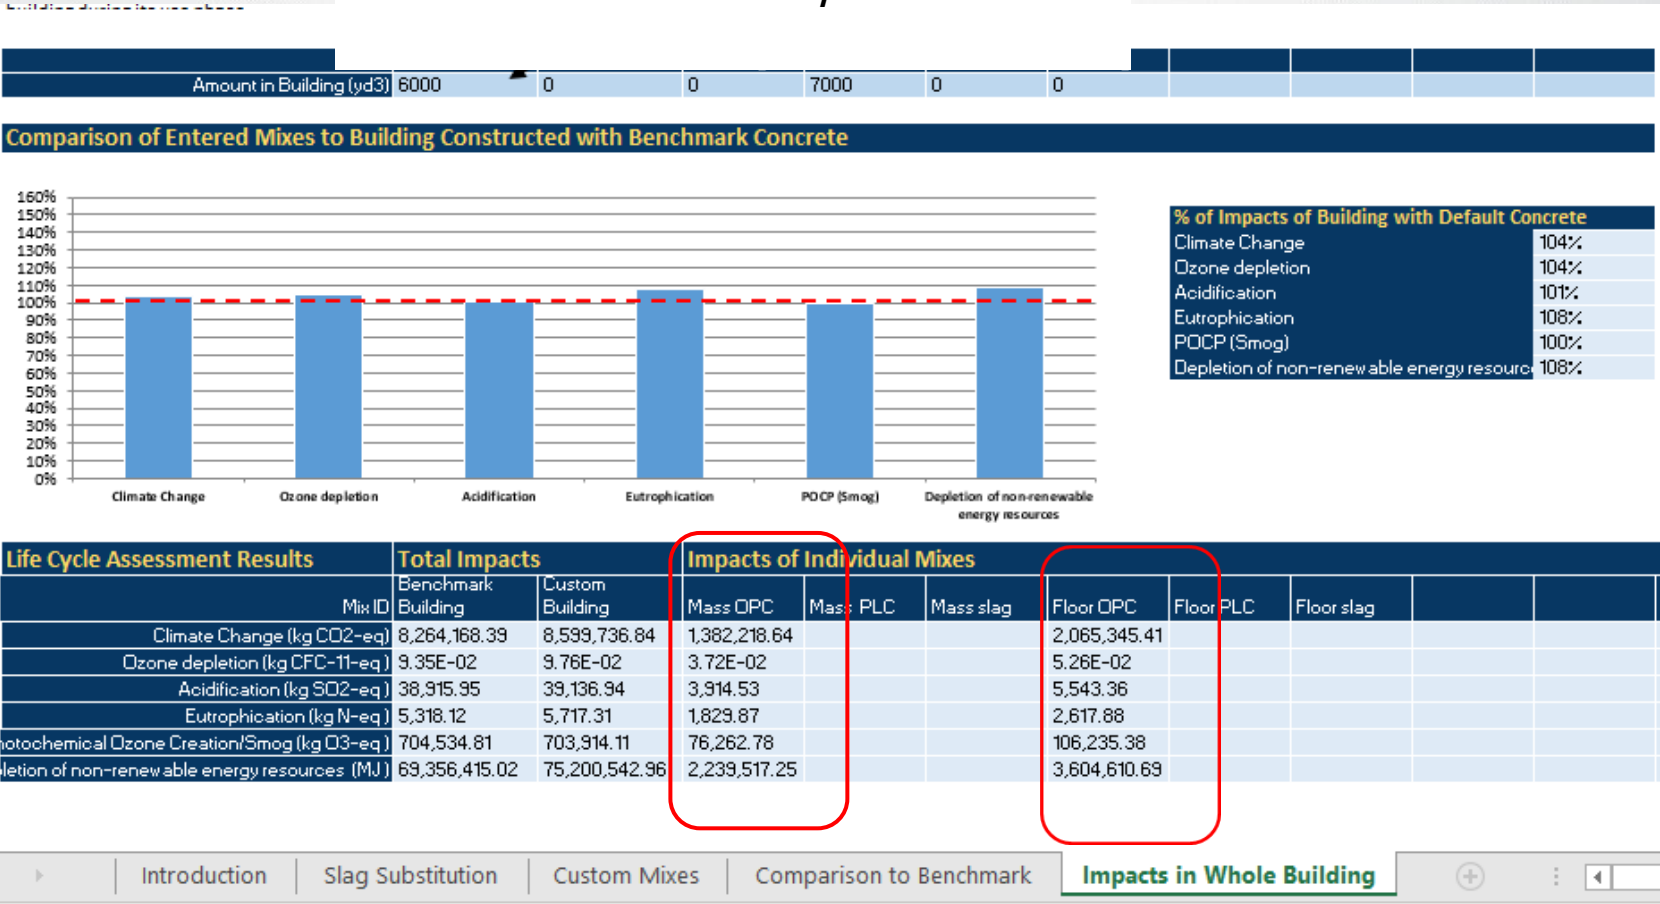 building during its use phase
Amount in Building (yd3) 6000 0 0 7000 0 0
Comparison of Entered Mixes to Building Constructed with Benchmark Concrete
160%
150%
140%
130%
120%
110%
100%
90%
80%
70%
60%
50%
40%
30%
20%
10%
0%
Climate Change Ozone depletion Acidification Eutrophication POCP (Smog) Depletion of non-renewable
energy resources
% of Impacts of Building with Default Concrete
Climate Change 104%
Ozone depletion 104%
Acidification 101%
Eutrophication 108%
POCP (Smog) 100%
Depletion of non-renewable energy resourc 108%
Life Cycle Assessment Results Total Impacts Impacts of Individual Mixes
Benchmark Custom
Mix ID Building Building Mass OPC Mass PLC Mass slag Floor OPC Floor PLC Floor slag
Climate Change (kg CO2-eq) 8,264,168.39 8,599,736.84 1,382,218.64 2,065,345.41
Ozone depletion (kg CFC-11-eq) 9.35E-02 9.76E-02 3.72E-02 5.26E-02
Acidification (kg SO2-eq) 38,915.95 39,136.94 3,914.53 5,543.36
Eutrophication (kg N-eq) 5,318.12 5,717.31 1,829.87 2,617.88
otochemical Ozone Creation/Smog (kg O3-eq) 704,534.81 703,914.11 76,262.78 106,235.38
letion of non-renewable energy resources (MJ) 69,356,415.02 75,200,542.96 2,239,517.25 3,604,610.69
Introduction Slag Substitution Custom Mixes Comparison to Benchmark Impacts in Whole Building